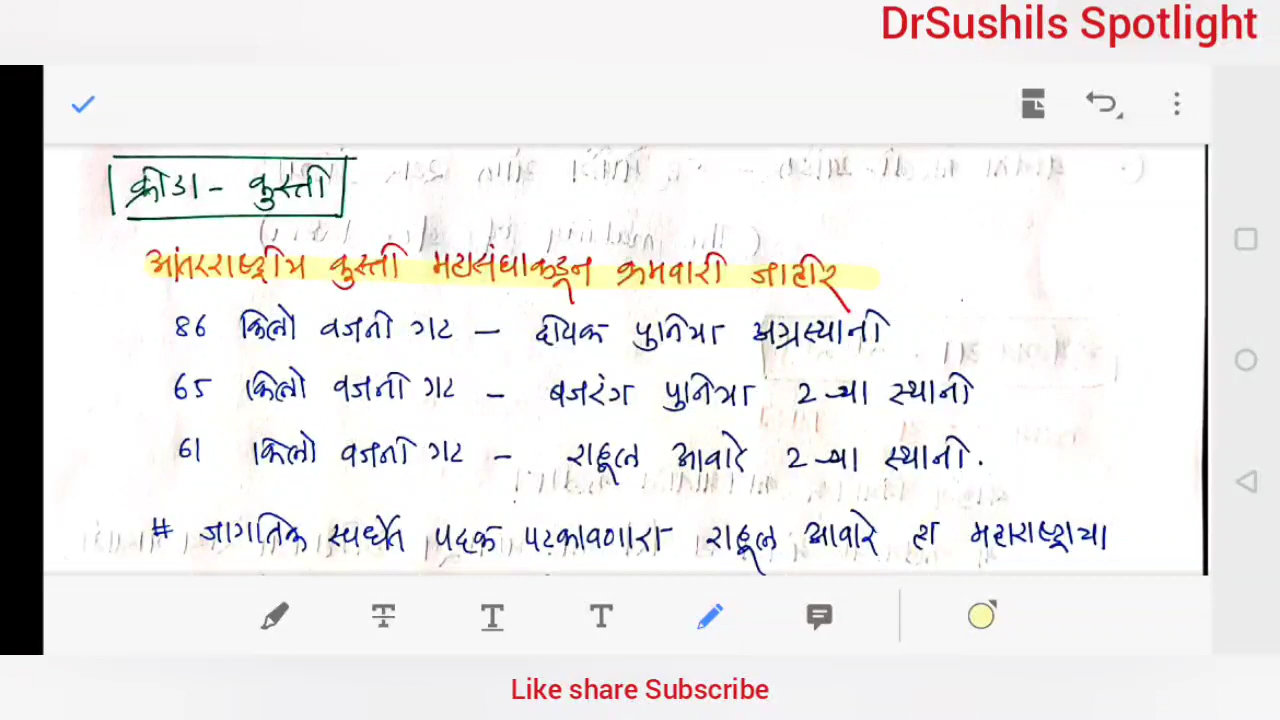 DrSushils Spotlight
क्रीडा - कुस्ती
आंतरराष्ट्रीय कुस्ती महासंघाकडून क्रमवारी जाहीर
86 किलो वजनी गट - दीपक पुनिया अग्रस्थानी
65 किलो वजनी गट - बजरंग पुनिया 2-या स्थानी
61 किलो वजनी गट - राहूल आवारे 2-या स्थानी.
# जागतिक स्पर्धेत पदक पटकावणारा राहूल आवारे हा महाराष्ट्राचा
Like share Subscribe